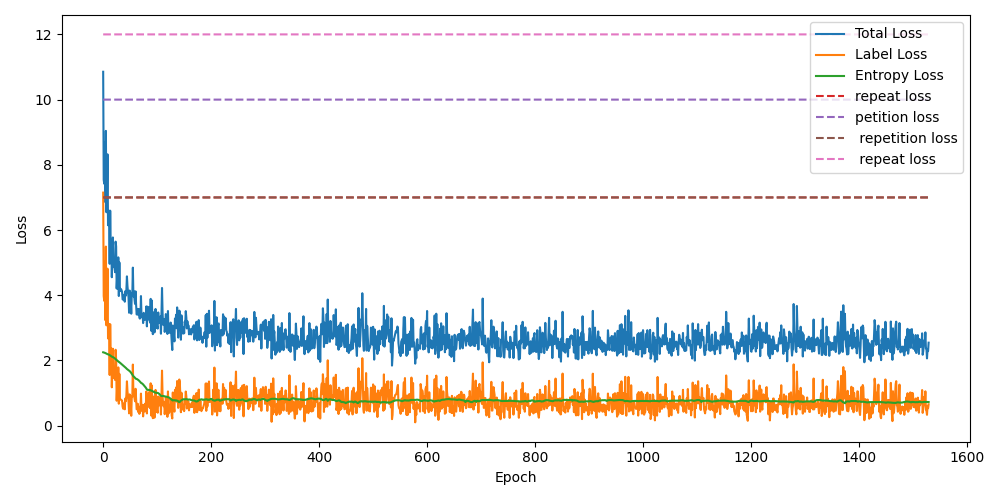 12
10
8
6
4
2
0
Loss
0
200
400
600
800
1000
1200
1400
1600
Epoch
Total Loss
Label Loss
Entropy Loss
repeat loss
petition loss
repetition loss
repeat loss